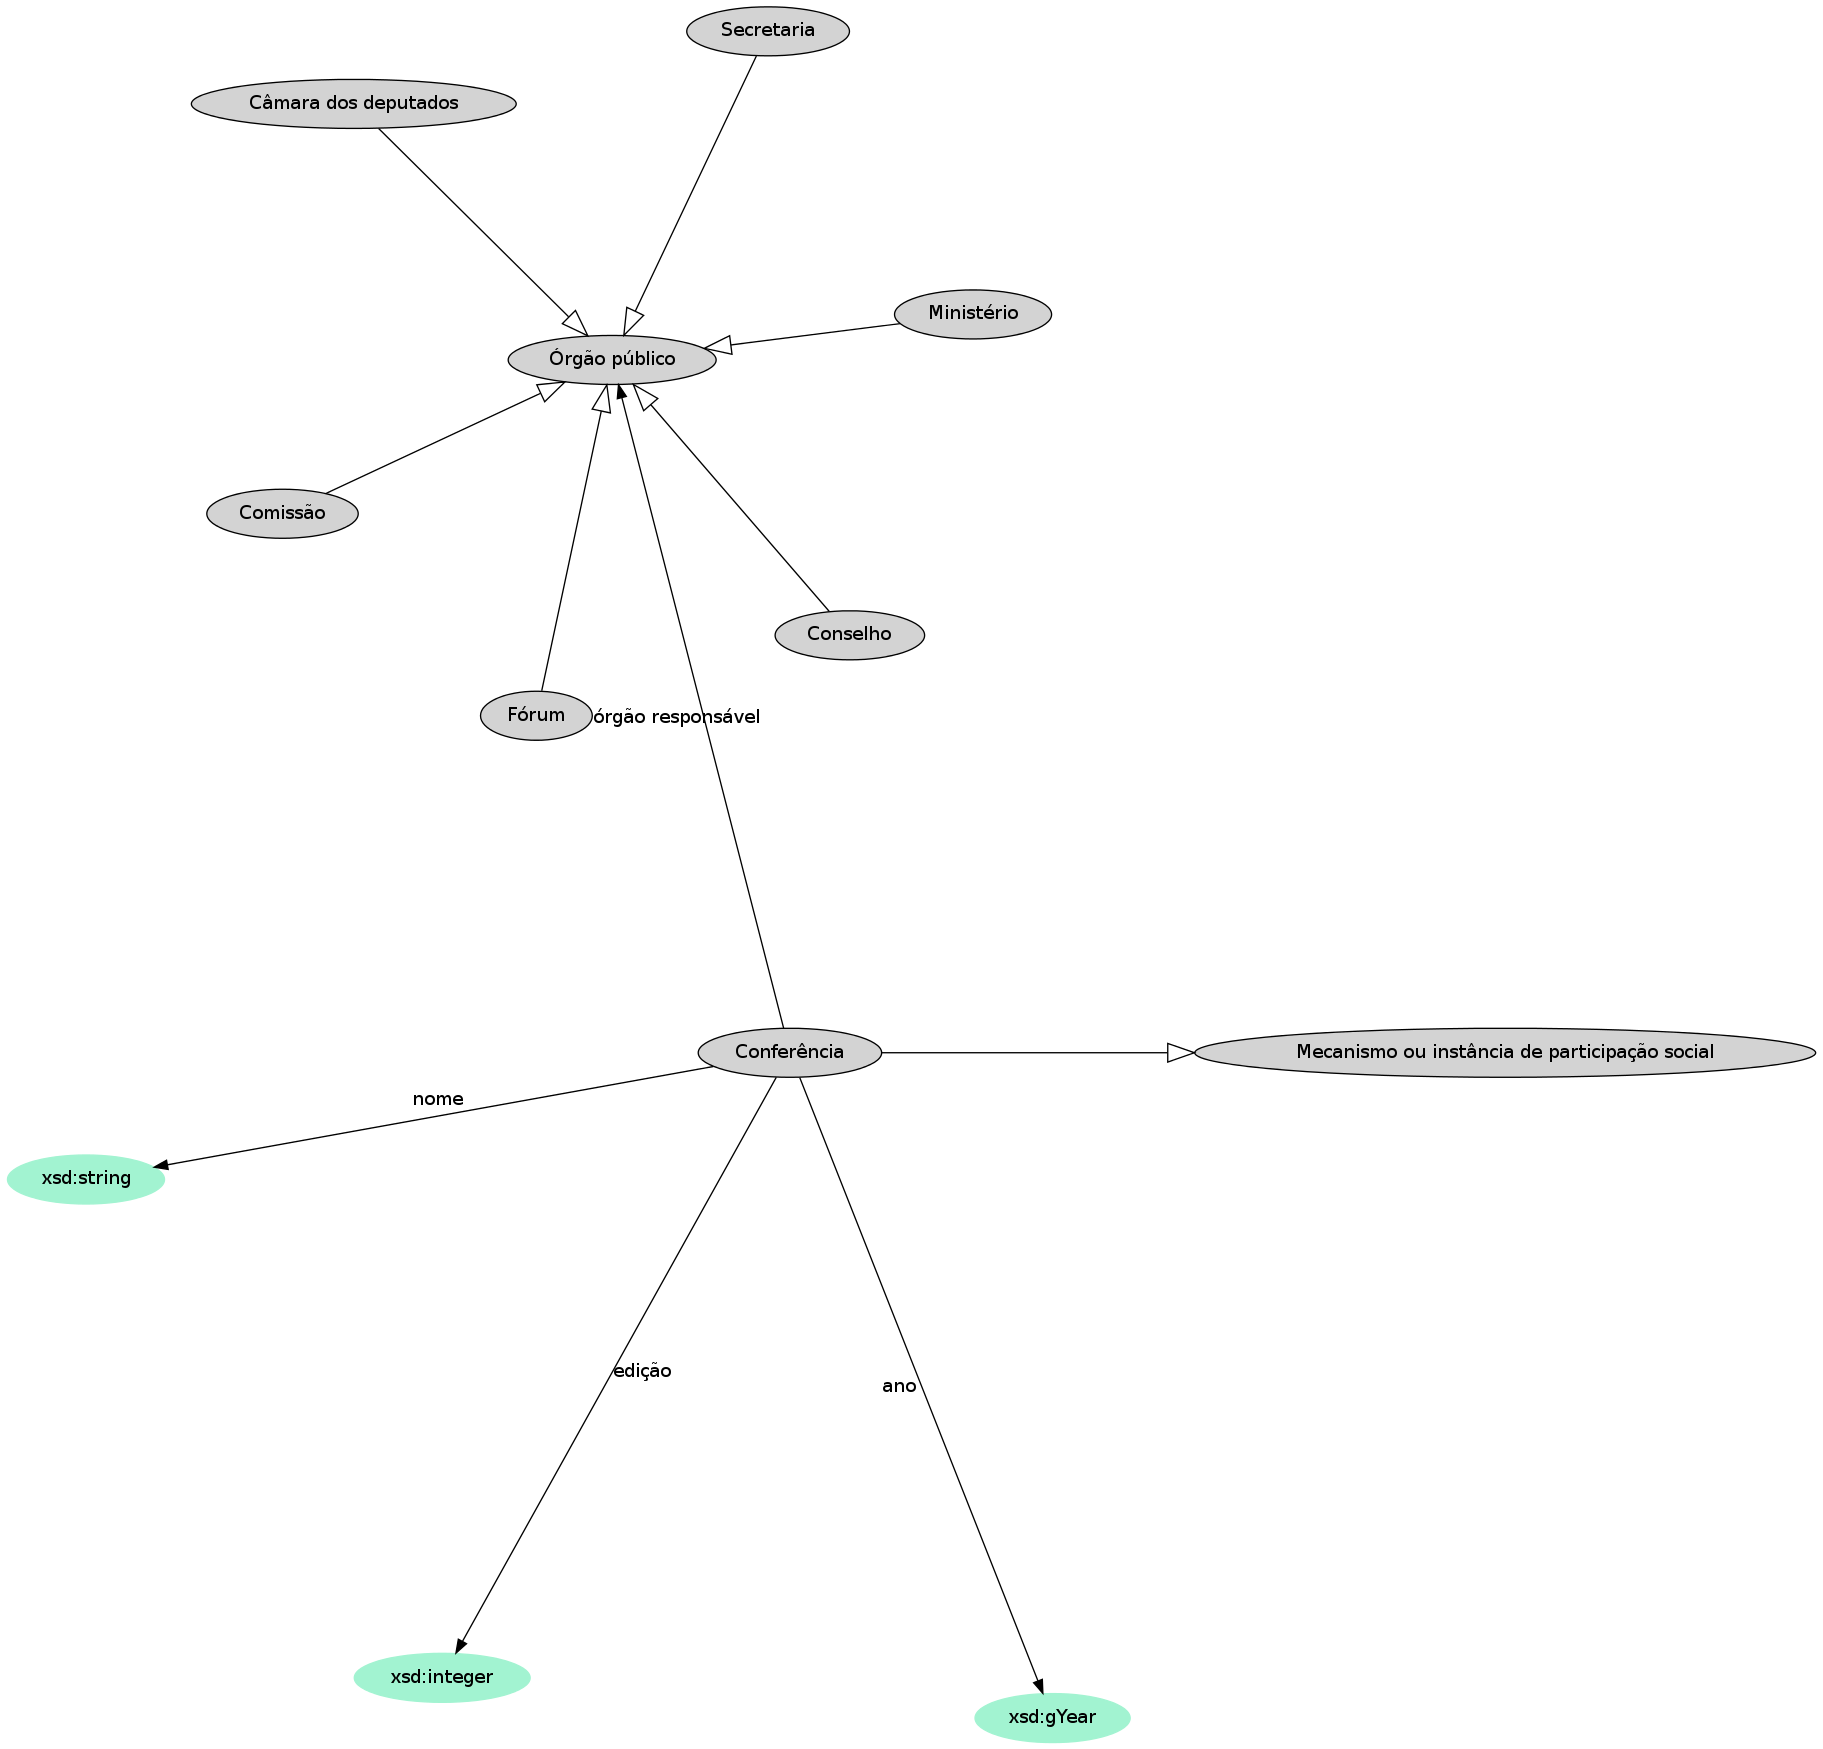 Secretaria
Câmara dos deputados
Ministério
Órgão público
Comissão
Conselho
Fórum
órgão responsável
Conferência
Mecanismo ou instância de participação social
nome
xsd:string
edição
ano
xsd:integer
xsd:gYear